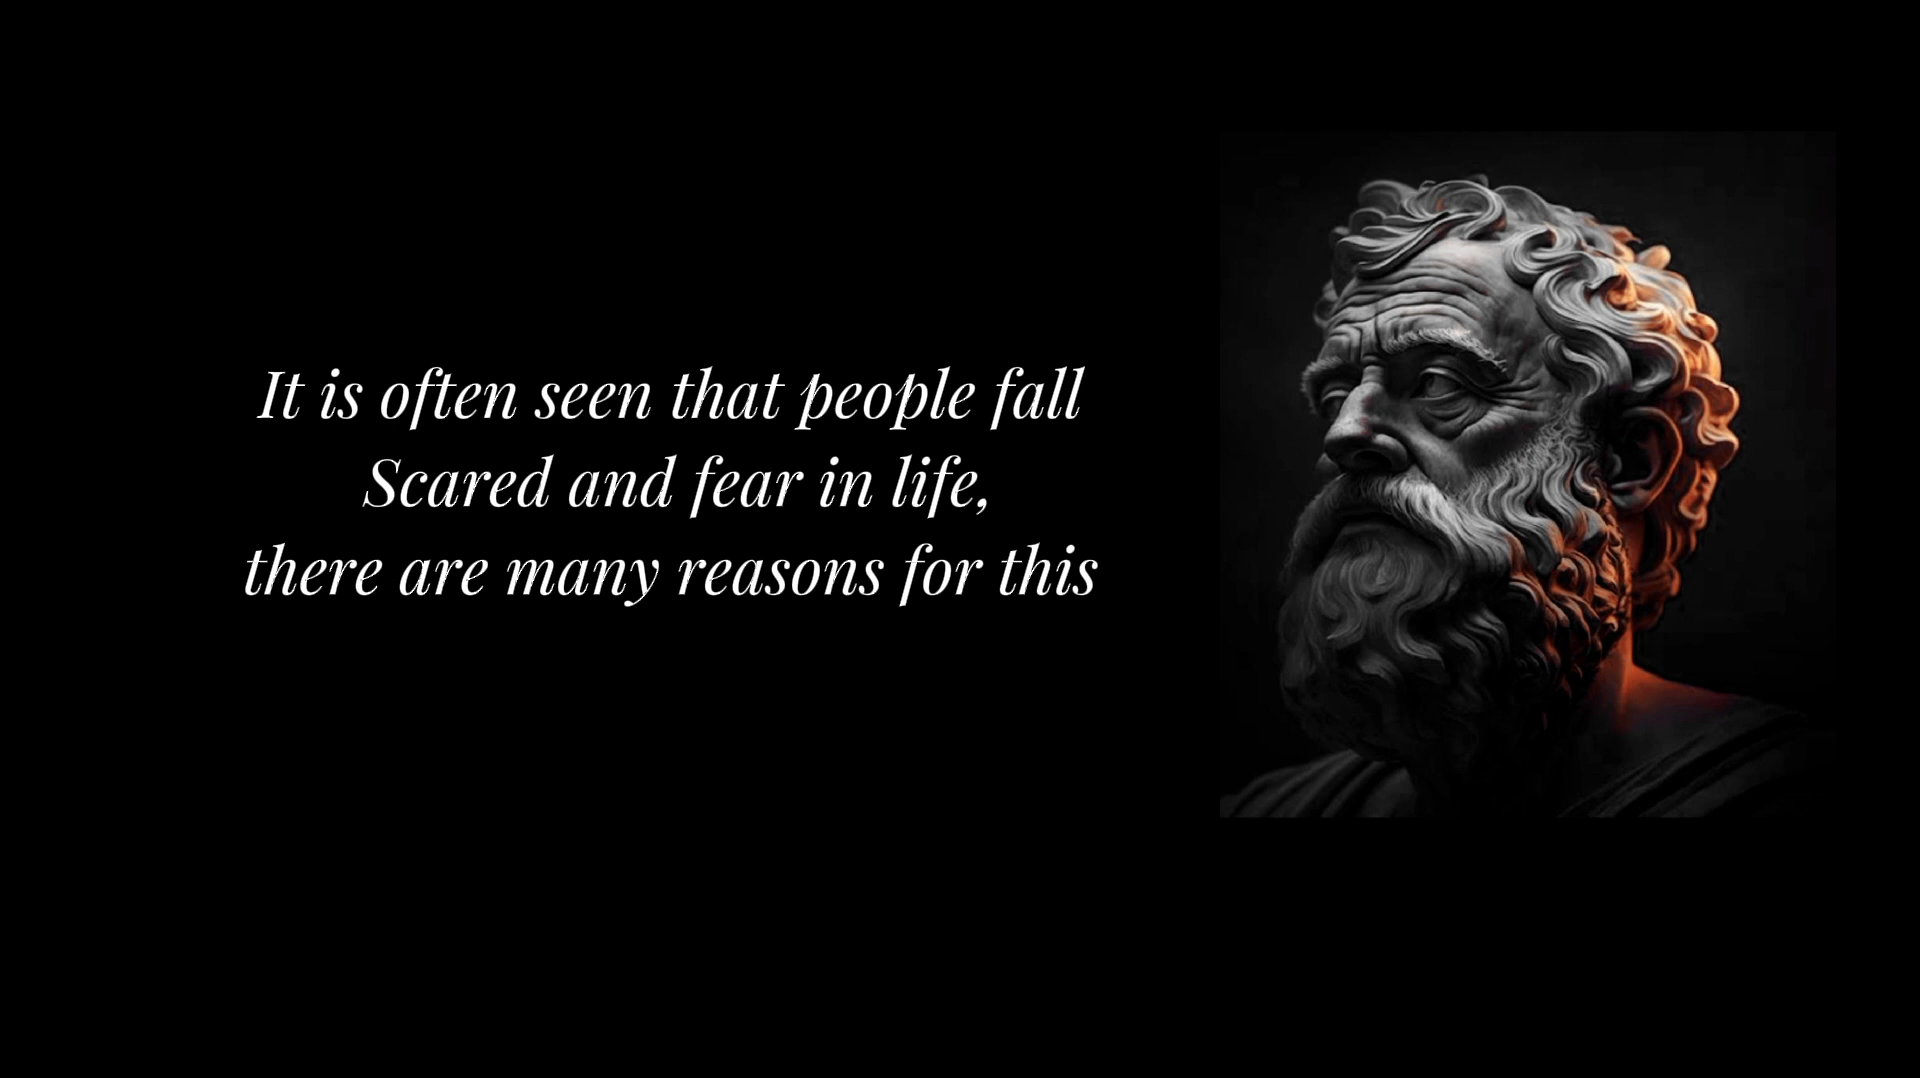 It is often seen that people fall
Scared and fear in life,
there are many reasons for this